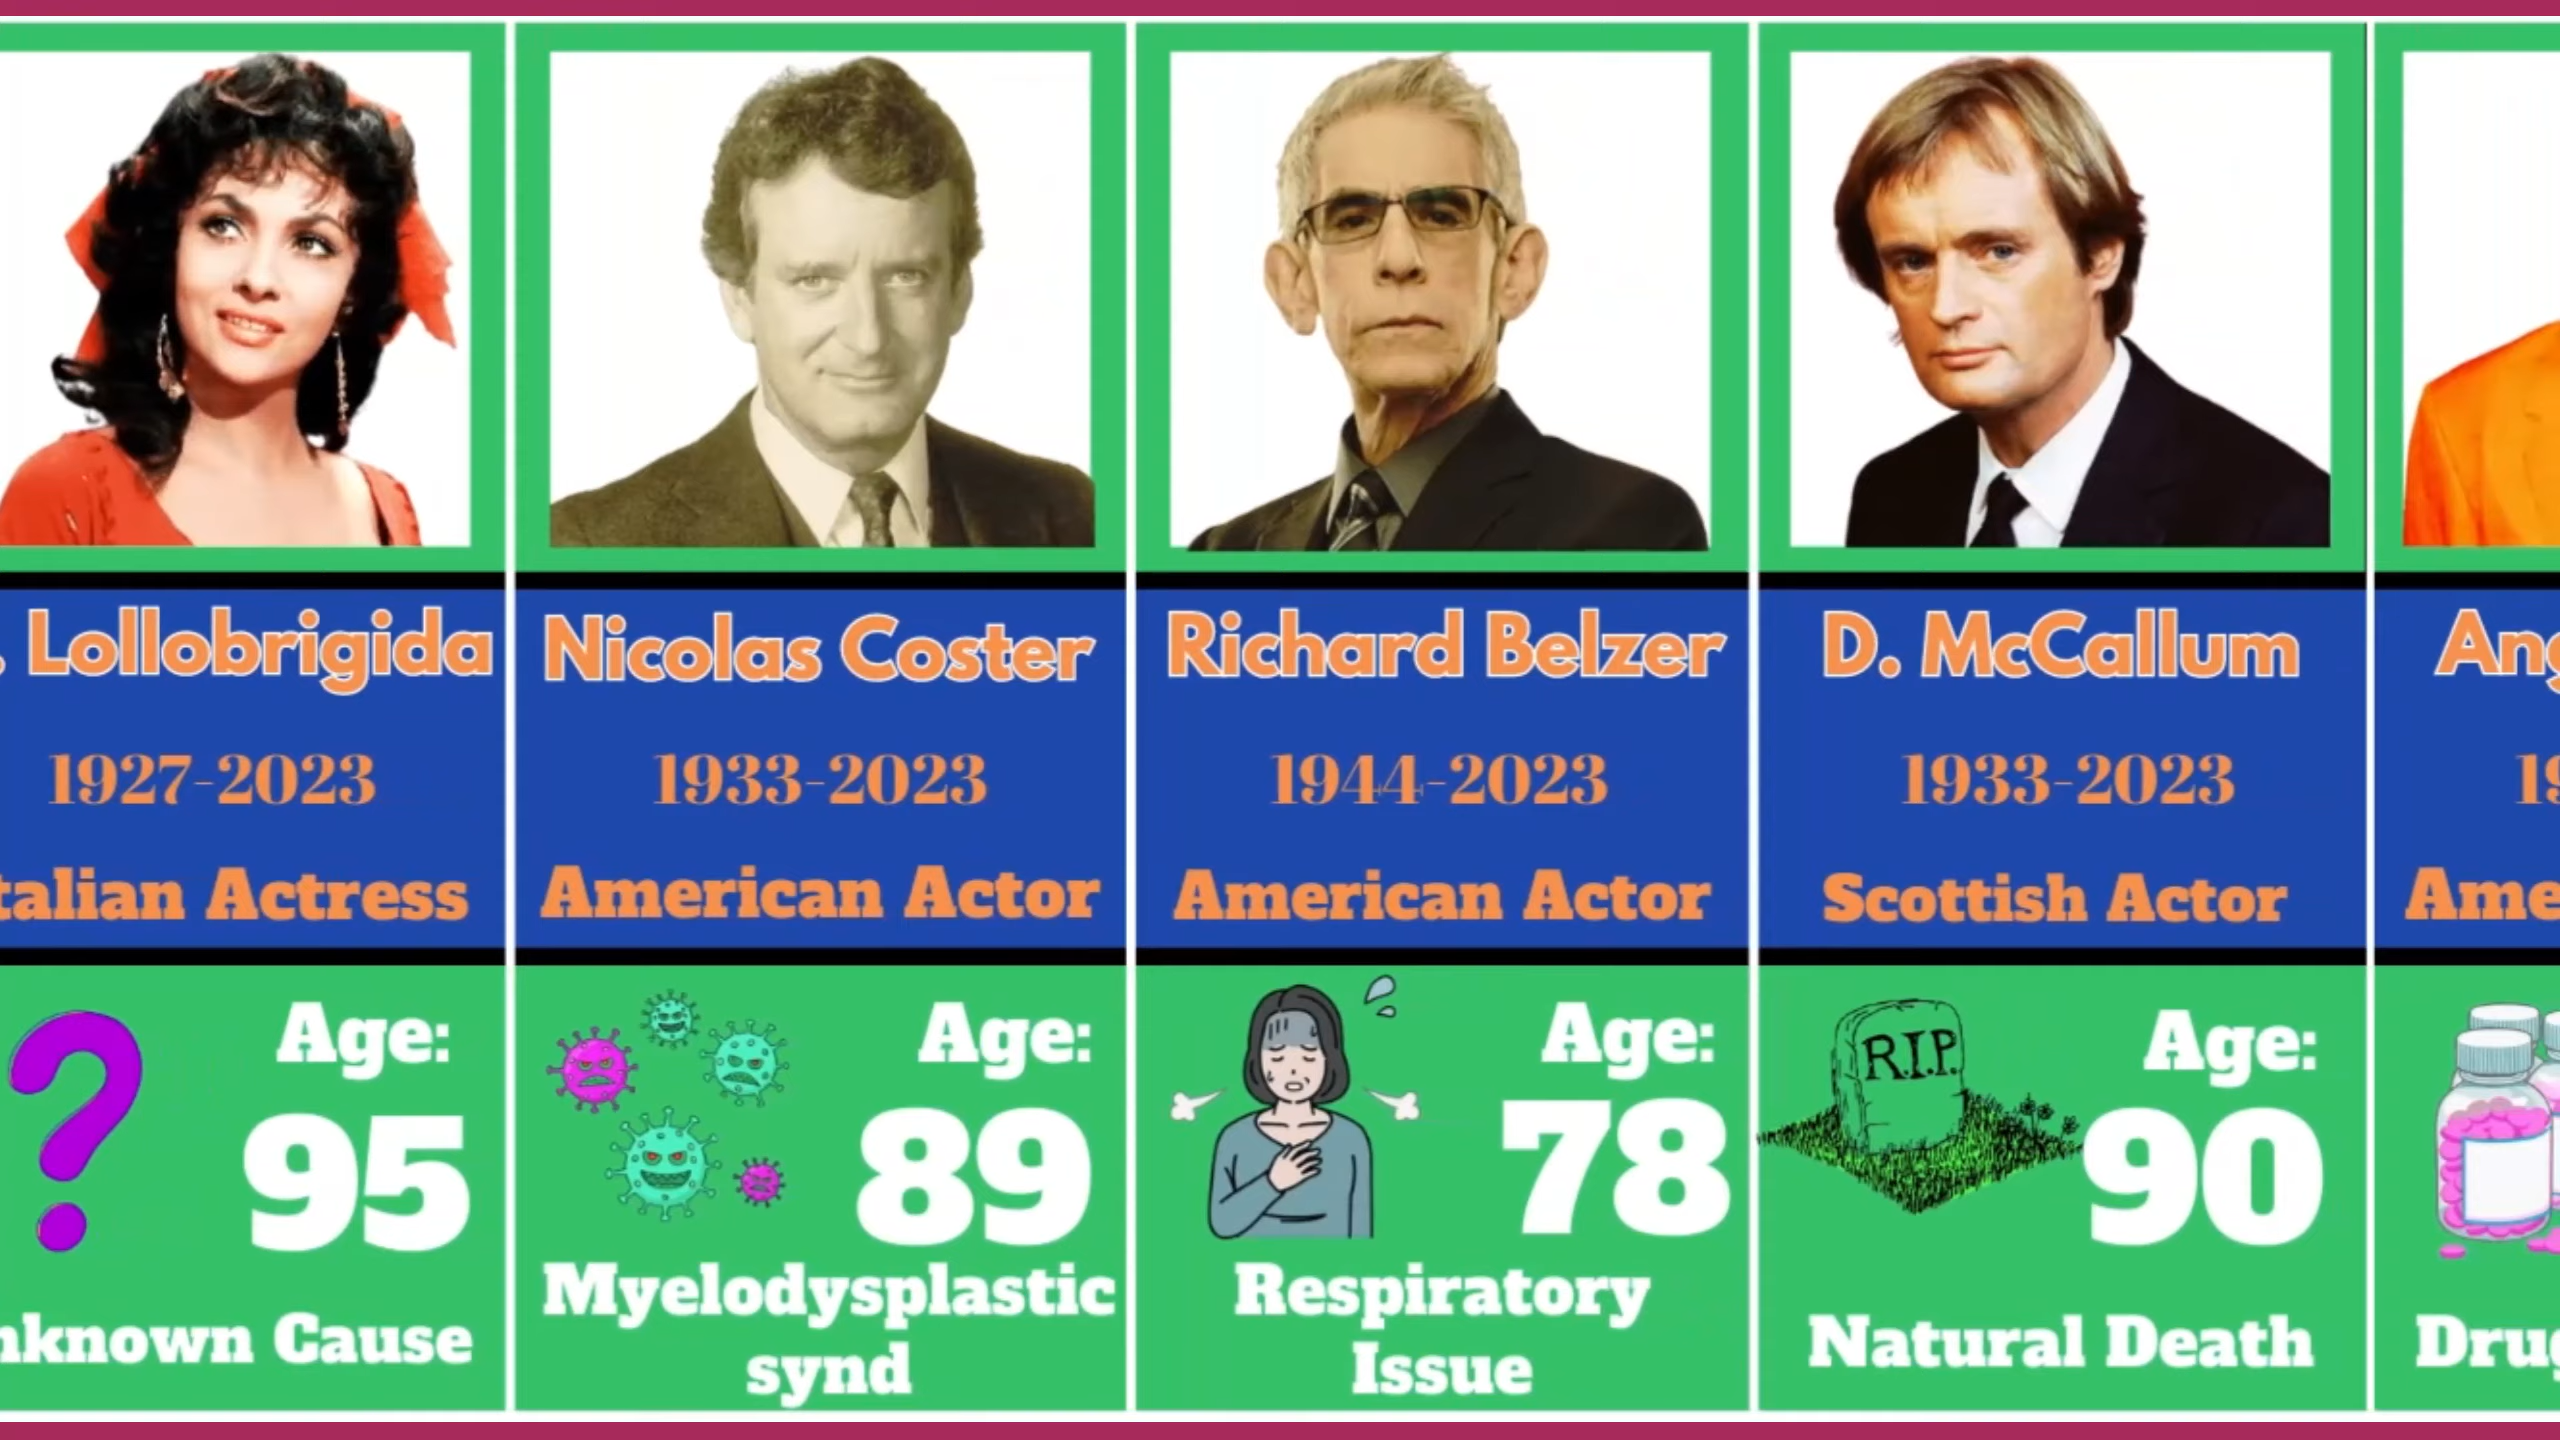 . Lollobrigida
1927-2023
talian Actress
Age:
95
nknown Cause
Nicolas Coster
1933-2023
American Actor
Age:
89
Myelodysplastic
synd
Richard Belzer
1944-2023
American Actor
Age:
78
Respiratory
Issue
D. McCallum
1933-2023
Scottish Actor
R.I.P.
Age:
90
Natural Death
Ang
19
Ame
Drug